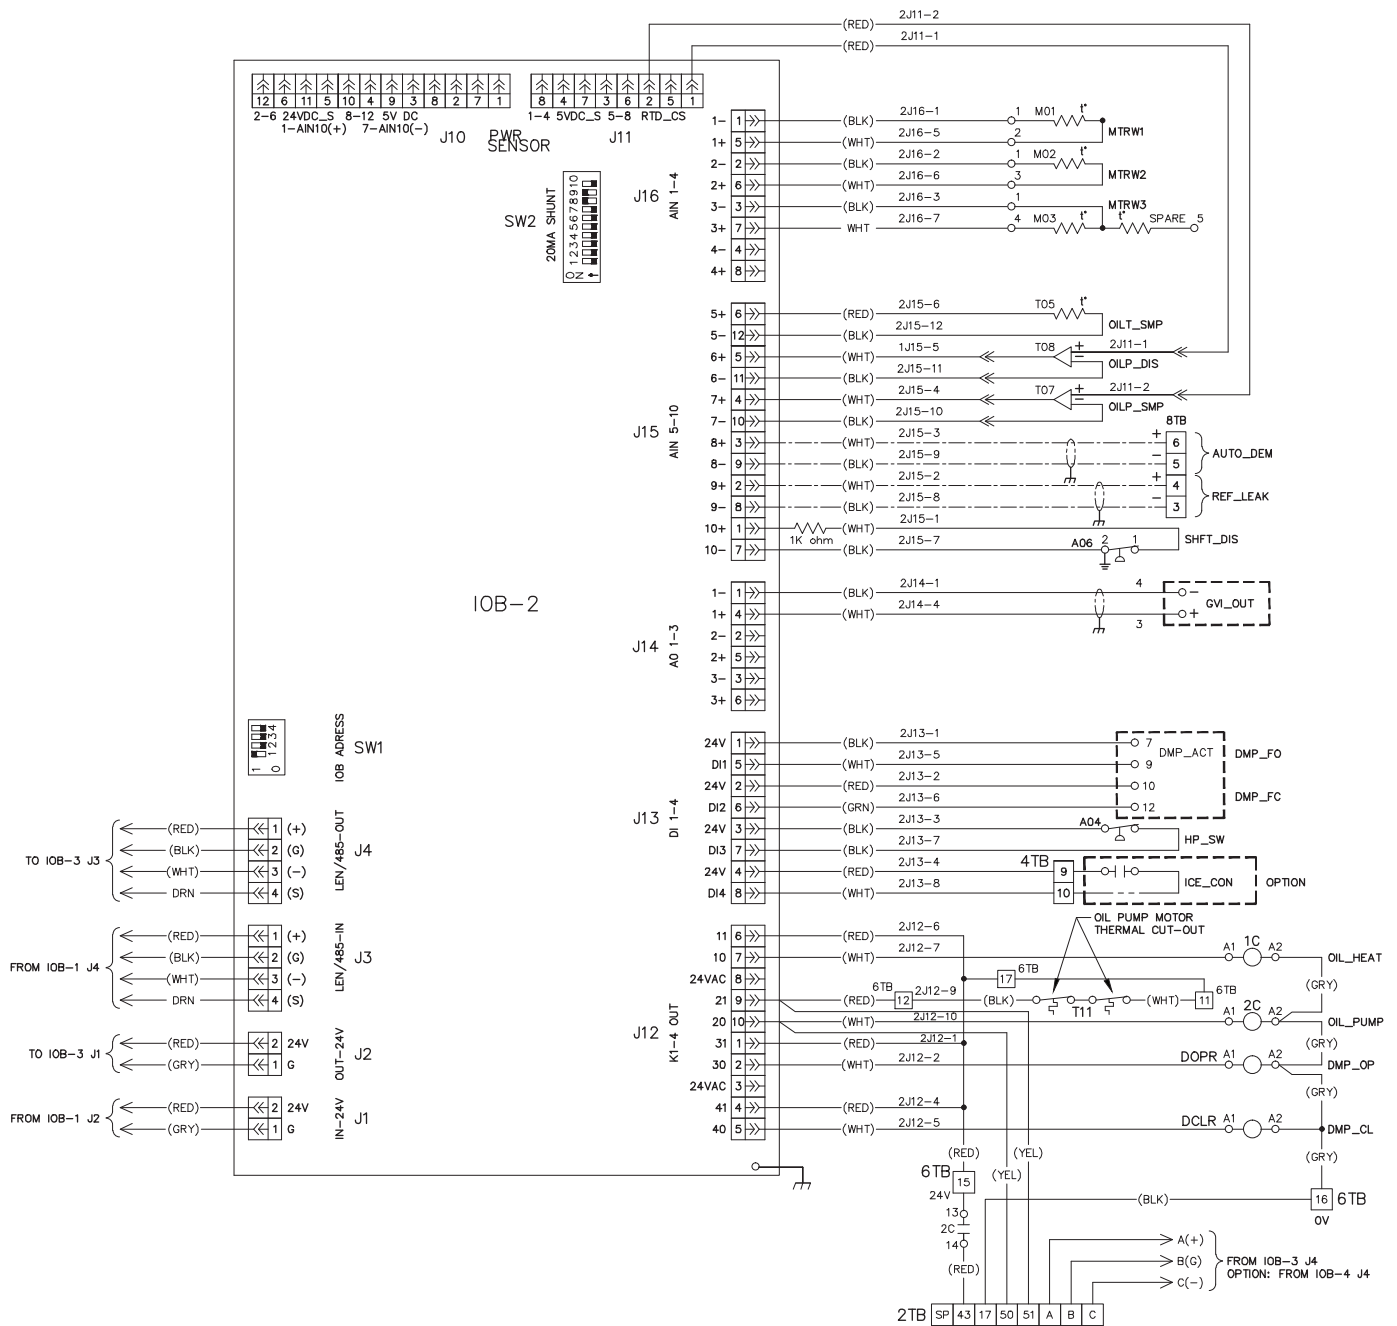 (RED) 2J11-2
(RED) 2J11-1
12 6 11 5 10 4 9 3 8 2 7 1
2-6 24VDC_S 8-12 5V DC
1-AIN10(+) 7-AIN10(-)
J10 PWR SENSOR
8 4 7 3 6 2 5 1
1-4 5VDC_S 5-8 RTD_CS
J11
SW2
20MA SHUNT
1 2 3 4 5 6 7 8 9 10
ON
J16
AIN 1-4
1- 1 (BLK) 2J16-1 1 M01 t°
1+ 5 (WHT) 2J16-5 2 MTRW1
2- 2 (BLK) 2J16-2 1 M02 t°
2+ 6 (WHT) 2J16-6 3 MTRW2
3- 3 (BLK) 2J16-3 1 MTRW3
3+ 7 WHT 2J16-7 4 M03 t° t° SPARE 5
4- 4
4+ 8
J15
AIN 5-10
5+ 6 (RED) 2J15-6 T05 t°
5- 12 (BLK) 2J15-12 OILT_SMP
6+ 5 (WHT) 1J15-5 T08 + - 2J11-1
6- 11 (BLK) 2J15-11 OILP_DIS
7+ 4 (WHT) 2J15-4 T07 + - 2J11-2
7- 10 (BLK) 2J15-10 OILP_SMP
8TB
8+ 3 (WHT) 2J15-3 + 6
8- 9 (BLK) 2J15-9 - 5 AUTO_DEM
9+ 2 (WHT) 2J15-2 + 4
9- 8 (BLK) 2J15-8 - 3 REF_LEAK
10+ 1 1K ohm (WHT) 2J15-1
10- 7 (BLK) 2J15-7 A06 2 1 SHFT_DIS
IOB-2
J14
AO 1-3
1- 1 (BLK) 2J14-1 4 -
1+ 4 (WHT) 2J14-4 3 + GVI_OUT
2- 2
2+ 5
3- 3
3+ 6
1 2 3 4
1 0
IOB ADRESS
SW1
J13
DI 1-4
24V 1 (BLK) 2J13-1 7 DMP_ACT DMP_FO
DI1 5 (WHT) 2J13-5 9
24V 2 (RED) 2J13-2 10 DMP_FC
DI2 6 (GRN) 2J13-6 12
24V 3 (BLK) 2J13-3 A04
DI3 7 (BLK) 2J13-7 HP_SW
24V 4 (RED) 2J13-4 4TB 9
DI4 8 (WHT) 2J13-8 10 ICE_CON OPTION
TO IOB-3 J3
(RED) 1 (+)
(BLK) 2 (G)
(WHT) 3 (-)
DRN 4 (S)
LEN/485-OUT
J4
FROM IOB-1 J4
(RED) 1 (+)
(BLK) 2 (G)
(WHT) 3 (-)
DRN 4 (S)
LEN/485-IN
J3
TO IOB-3 J1
(RED) 2 24V
(GRY) 1 G
OUT-24V
J2
FROM IOB-1 J2
(RED) 2 24V
(GRY) 1 G
IN-24V
J1
J12
K1-4 OUT
OIL PUMP MOTOR
THERMAL CUT-OUT
11 6 (RED) 2J12-6
10 7 (WHT) 2J12-7 A1 1C A2 OIL_HEAT
24VAC 8 17 6TB (GRY)
21 9 (RED) 6TB 12 2J12-9 (BLK) T11 (WHT) 11 6TB
20 10 (WHT) 2J12-10 A1 2C A2 OIL_PUMP
31 1 (RED) 2J12-1 (GRY)
30 2 (WHT) 2J12-2 DOPR A1 A2 DMP_OP
24VAC 3 (GRY)
41 4 (RED) 2J12-4
40 5 (WHT) 2J12-5 DCLR A1 A2 DMP_CL
(RED) (YEL) (GRY)
6TB 15 (YEL)
24V
(BLK) 16 6TB
0V
13
2C
14
(RED)
A(+)
B(G)
C(-)
FROM IOB-3 J4
OPTION: FROM IOB-4 J4
2TB SP 43 17 50 51 A B C